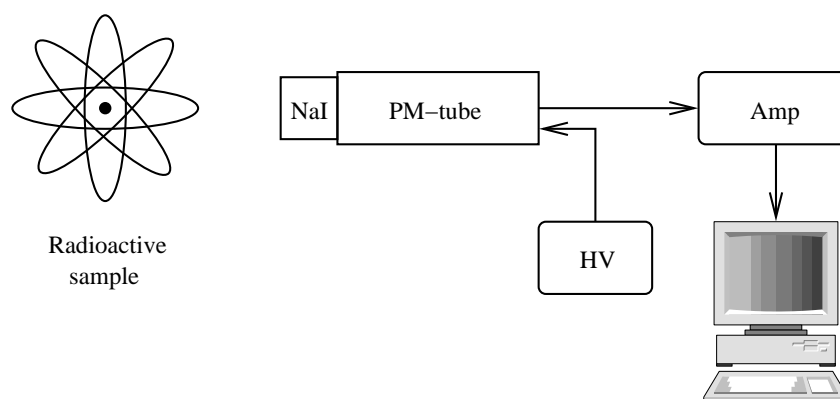 NaI
PM−tube
Amp
Radioactive
sample
HV